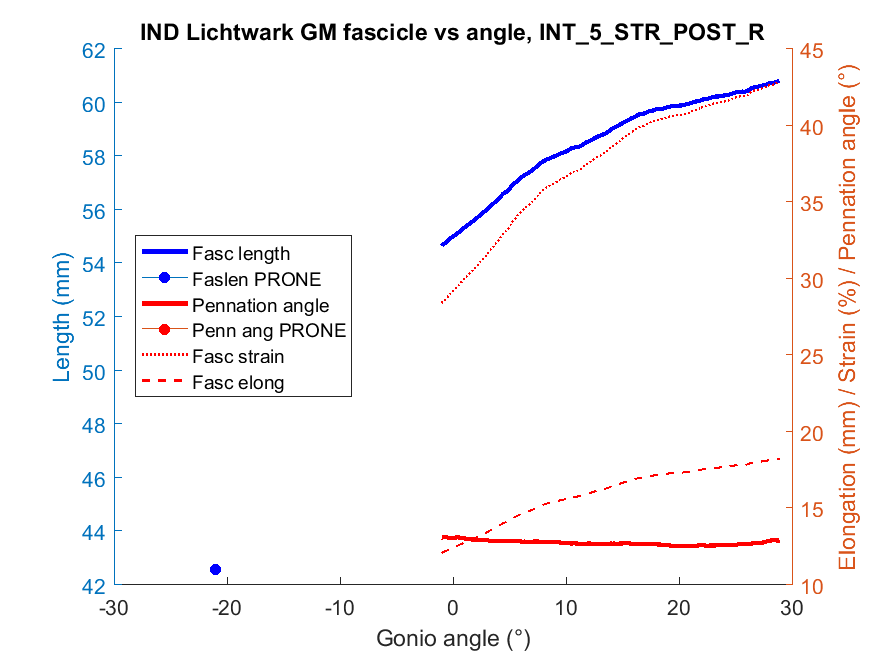 IND Lichtwark GM fascicle vs angle, INT_5_STR_POST_R
62
60
58
56
54
52
50
48
46
44
42
Length (mm)
45
40
35
30
25
20
15
10
Elongation (mm) / Strain (%) / Pennation angle (°)
Fasc length
Faslen PRONE
Pennation angle
Penn ang PRONE
Fasc strain
Fasc elong
-30 -20 -10 0 10 20 30
Gonio angle (°)